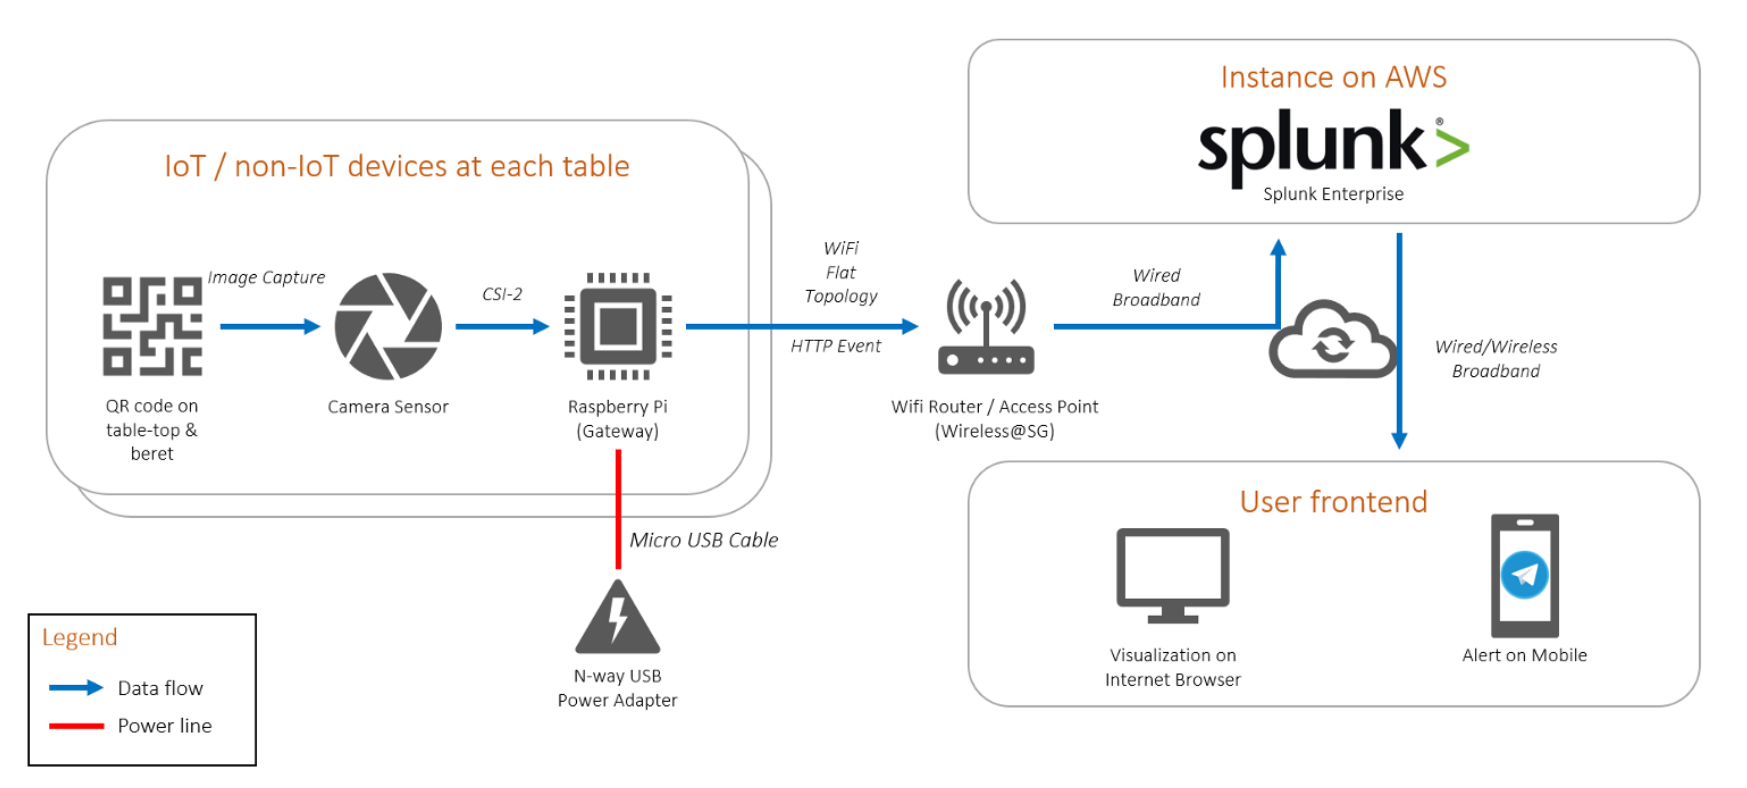 Instance on AWS
splunk>®
Splunk Enterprise
IoT / non-IoT devices at each table
Image Capture
CSI-2
WiFi
Flat
Topology
HTTP Event
Wired
Broadband
Wired/Wireless
Broadband
QR code on
table-top &
beret
Camera Sensor
Raspberry Pi
(Gateway)
Wifi Router / Access Point
(Wireless@SG)
Micro USB Cable
N-way USB
Power Adapter
User frontend
Visualization on
Internet Browser
Alert on Mobile
Legend
Data flow
Power line